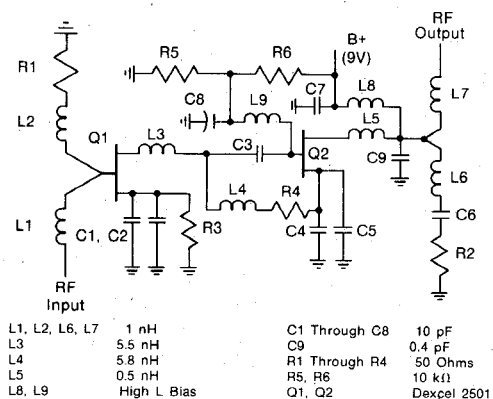 RF
Output
B+
(9V)
R5
R6
R1
L8
C7
L7
C8
L9
L5
L2
Q1
L3
C3
Q2
C9
L6
L4
R4
C6
L1
C1, C2
R3
C4
C5
R2
RF
Input
L1, L2, L6, L7 1 nH
L3 5.5 nH
L4 5.8 nH
L5 0.5 nH
L8, L9 High L Bias
C1 Through C8 10 pF
C9 0.4 pF
R1 Through R4 50 Ohms
R5, R6 10 kΩ
Q1, Q2 Dexcel 2501